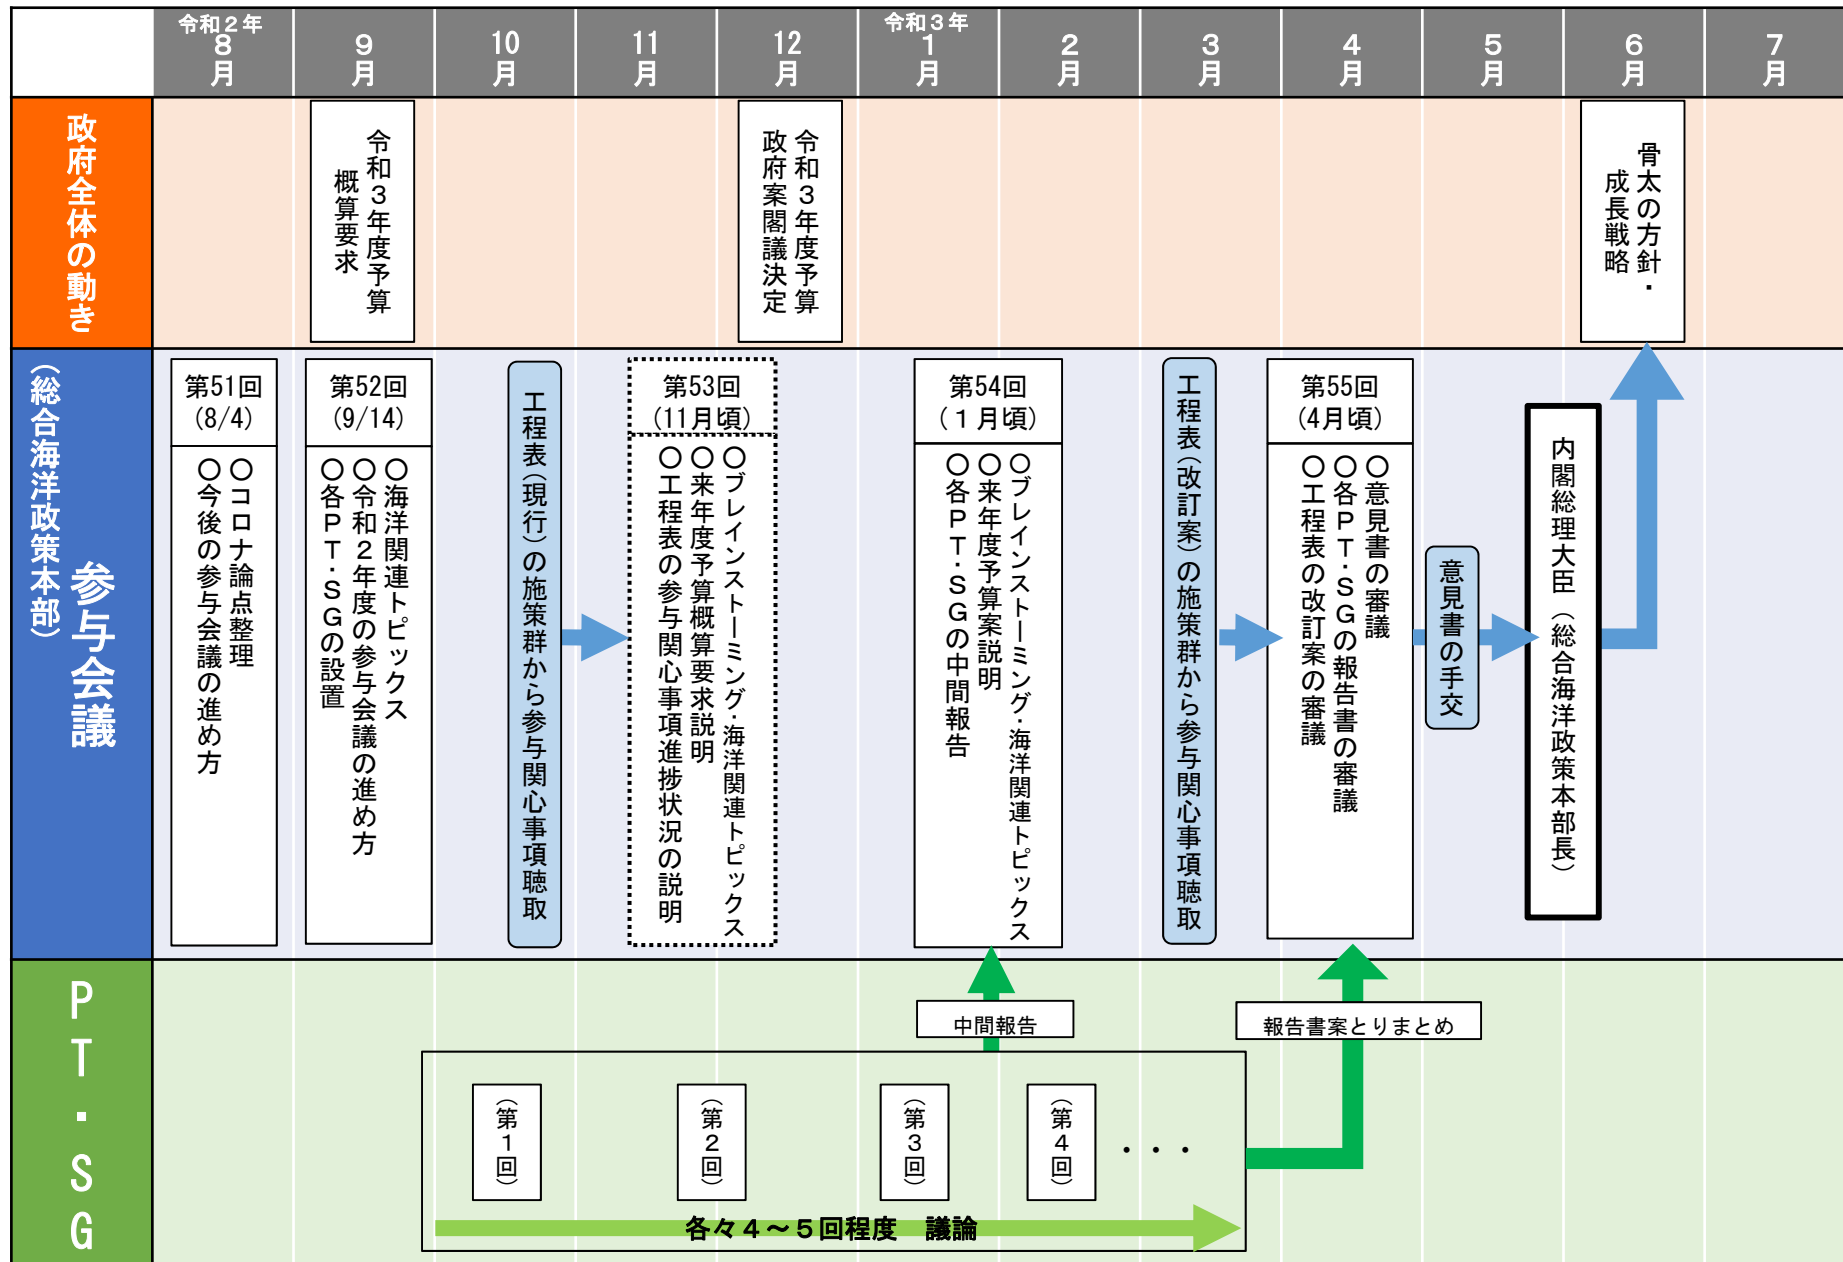 令和２年
８月
９月
10月
11月
12月
令和３年
１月
２月
３月
４月
５月
６月
７月
政府全体の動き
令和３年度予算
概算要求
令和３年度予算
政府案閣議決定
骨太の方針・
成長戦略
参与会議
（総合海洋政策本部）
第51回
(8/4)
○コロナ論点整理
○今後の参与会議の進め方
第52回
(9/14)
○海洋関連トピックス
○令和２年度の参与会議の進め方
○各ＰＴ・ＳＧの設置
工程表（現行）の施策群から参与関心事項聴取
第53回
(11月頃)
○ブレインストーミング・海洋関連トピックス
○来年度予算概算要求説明
○工程表の参与関心事項進捗状況の説明
第54回
(１月頃)
○ブレインストーミング・海洋関連トピックス
○来年度予算案説明
○各ＰＴ・ＳＧの中間報告
工程表（改訂案）の施策群から参与関心事項聴取
第55回
(4月頃)
○意見書の審議
○各ＰＴ・ＳＧの報告書の審議
○工程表の改訂案の審議
意見書の手交
内閣総理大臣（総合海洋政策本部長）
ＰＴ・ＳＧ
中間報告
報告書案とりまとめ
（第１回）
（第２回）
（第３回）
（第４回）
・・・
各々４～５回程度　議論